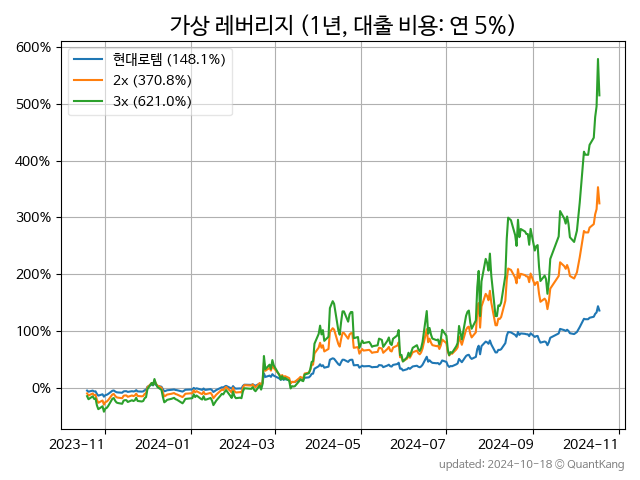 가상 레버리지 (1년, 대출 비용: 연 5%)
현대로템 (148.1%)
2x (370.8%)
3x (621.0%)
600%
500%
400%
300%
200%
100%
0%
2023-11 2024-01 2024-03 2024-05 2024-07 2024-09 2024-11
updated: 2024-10-18 © QuantKang